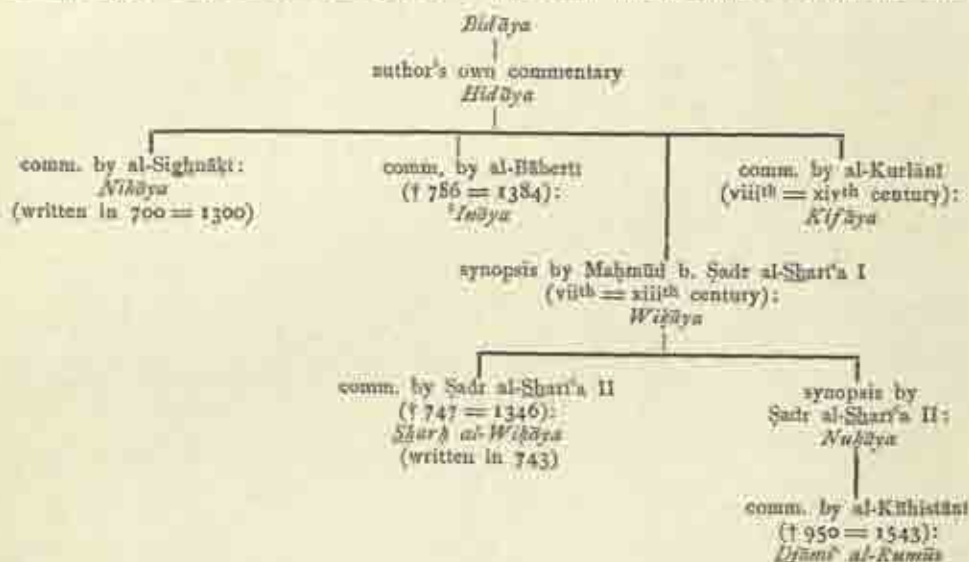 Bidāya
author's own commentary
Hidāya
comm. by al-Sighnāḳī:
Nihāya
(written in 700 = 1300)
comm. by al-Bābertī
(† 786 = 1384):
ʿInāya
comm. by al-Kurlānī
(viiith = xivth century):
Kifāya
synopsis by Maḥmūd b. Ṣadr al-Sharīʿa I
(viith = xiiith century):
Wiḳāya
comm. by Ṣadr al-Sharīʿa II
(† 747 = 1346):
Sharḥ al-Wiḳāya
(written in 743)
synopsis by
Ṣadr al-Sharīʿa II:
Nuḳāya
comm. by al-Ḳūhistānī
(† 950 = 1543):
Djāmiʿ al-Rumūz